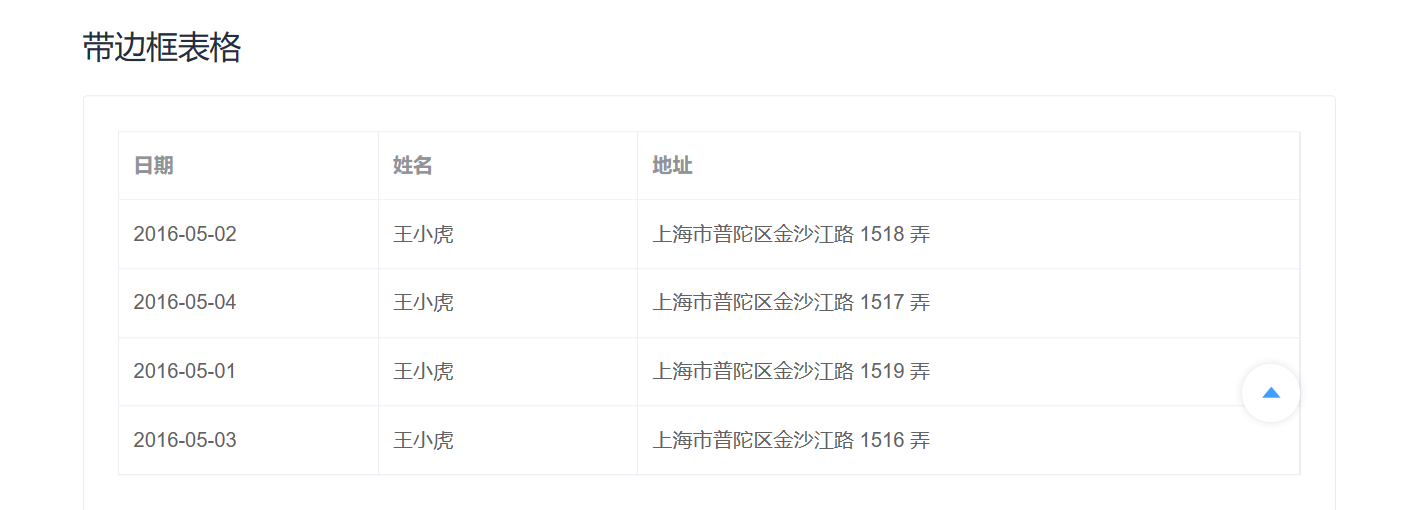 带边框表格
日期 姓名 地址
2016-05-02 王小虎 上海市普陀区金沙江路 1518 弄
2016-05-04 王小虎 上海市普陀区金沙江路 1517 弄
2016-05-01 王小虎 上海市普陀区金沙江路 1519 弄
2016-05-03 王小虎 上海市普陀区金沙江路 1516 弄